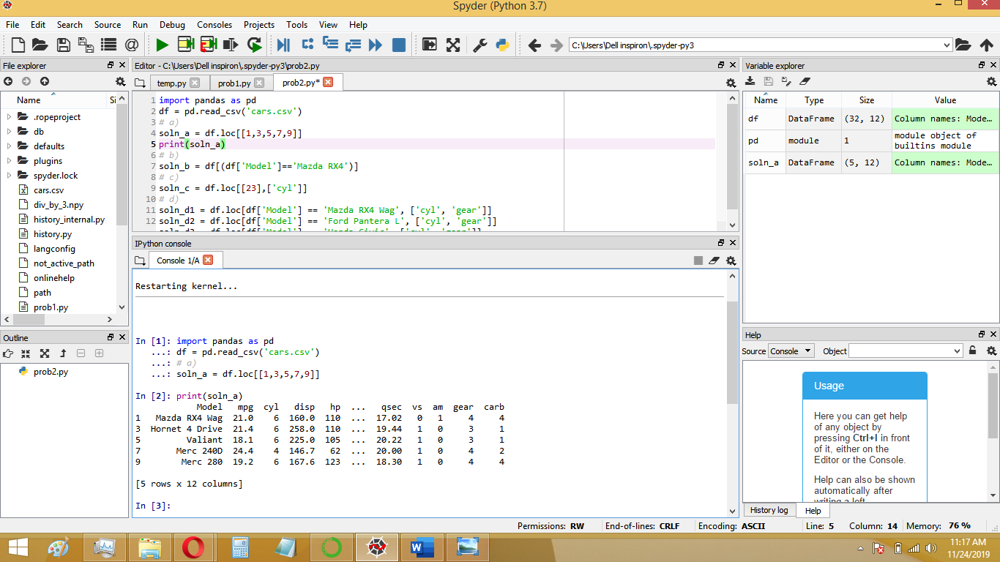 Spyder (Python 3.7)
File Edit Search Source Run Debug Consoles Projects Tools View Help
C:\Users\Dell inspiron\.spyder-py3
File explorer
Name Si
.ropeproject
db
defaults
plugins
spyder.lock
cars.csv
div_by_3.npy
history_internal.py
history.py
langconfig
not_active_path
onlinehelp
path
prob1.py
Outline
prob2.py
Editor - C:\Users\Dell inspiron\.spyder-py3\prob2.py
temp.py prob1.py prob2.py*
1 import pandas as pd
2 df = pd.read_csv('cars.csv')
3 # a)
4 soln_a = df.loc[[1,3,5,7,9]]
5 print(soln_a)
6 # b)
7 soln_b = df[(df['Model']=='Mazda RX4')]
8 # c)
9 soln_c = df.loc[[23],['cyl']]
10 # d)
11 soln_d1 = df.loc[df['Model'] == 'Mazda RX4 Wag', ['cyl', 'gear']]
12 soln_d2 = df.loc[df['Model'] == 'Ford Pantera L', ['cyl', 'gear']]
IPython console
Console 1/A
Restarting kernel...
In [1]: import pandas as pd
...: df = pd.read_csv('cars.csv')
...: # a)
...: soln_a = df.loc[[1,3,5,7,9]]
In [2]: print(soln_a)
Model mpg cyl disp hp ... qsec vs am gear carb
1 Mazda RX4 Wag 21.0 6 160.0 110 ... 17.02 0 1 4 4
3 Hornet 4 Drive 21.4 6 258.0 110 ... 19.44 1 0 3 1
5 Valiant 18.1 6 225.0 105 ... 20.22 1 0 3 1
7 Merc 240D 24.4 4 146.7 62 ... 20.00 1 0 4 2
9 Merc 280 19.2 6 167.6 123 ... 18.30 1 0 4 4
[5 rows x 12 columns]
In [3]:
Variable explorer
Name Type Size Value
df DataFrame (32, 12) Column names: Mode...
pd module 1 module object of
builtins module
soln_a DataFrame (5, 12) Column names: Mode...
Help
Source Console Object
Usage
Here you can get help
of any object by
pressing Ctrl+I in front
of it, either on the
Editor or the Console.
Help can also be shown
automatically after
writing a left
History log Help
Permissions: RW End-of-lines: CRLF Encoding: ASCII Line: 5 Column: 14 Memory: 76 %
11:17 AM
11/24/2019